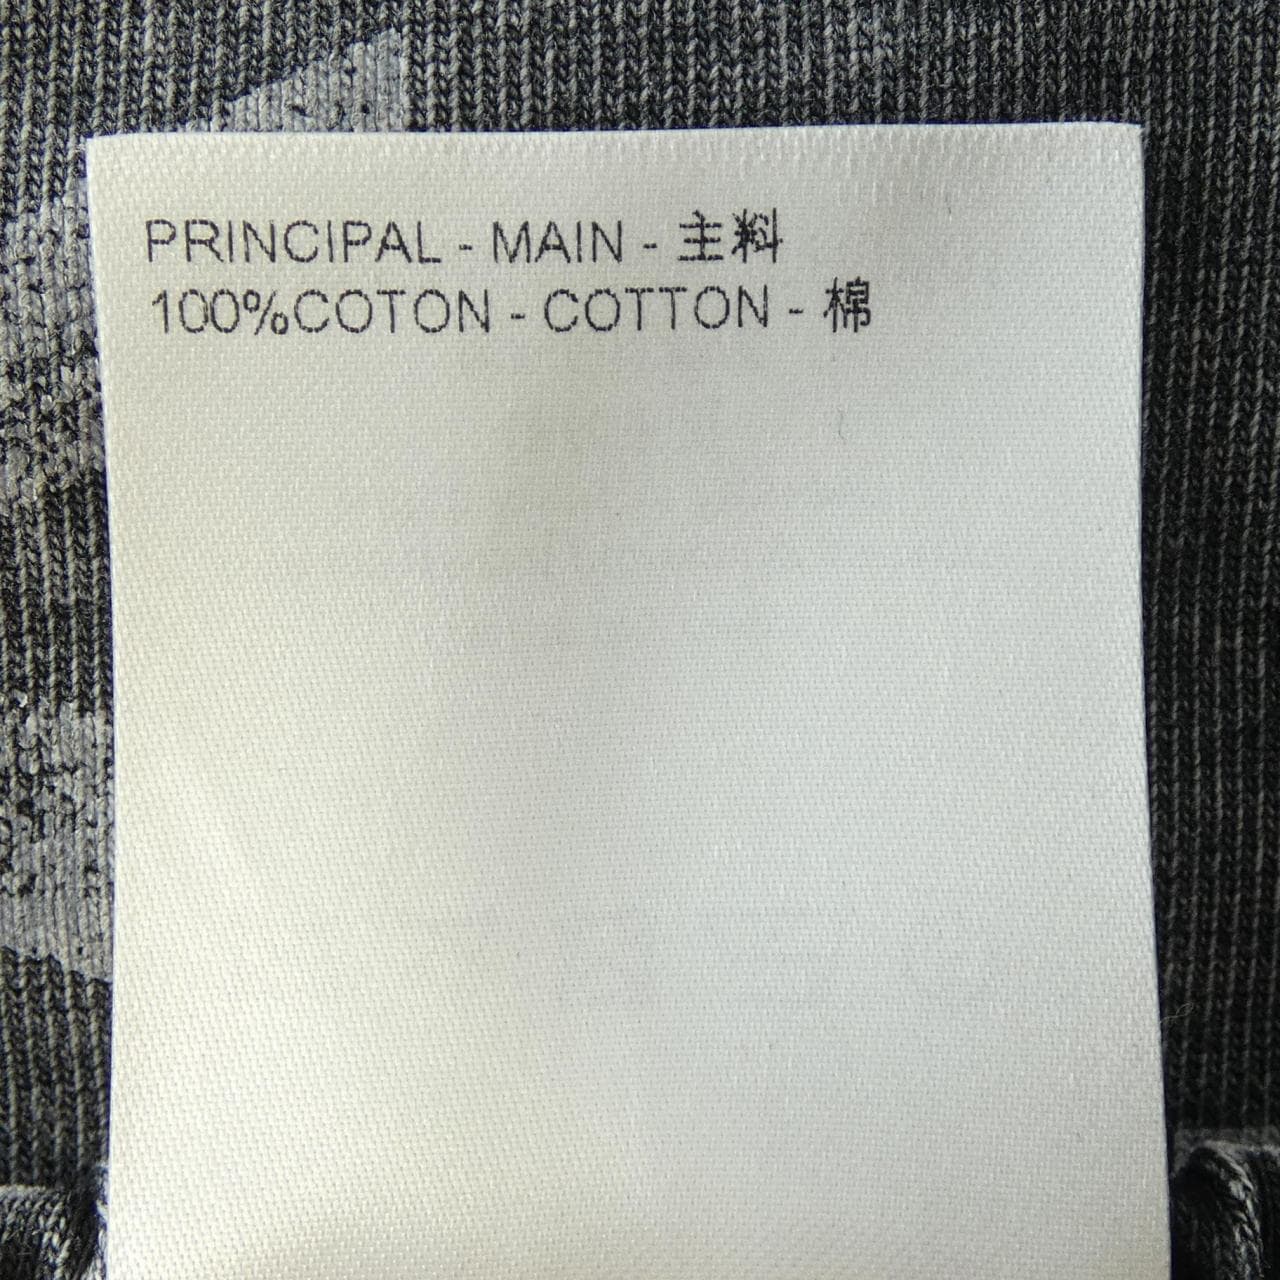 PRINCIPAL - MAIN - 主料
100%COTON - COTTON - 棉